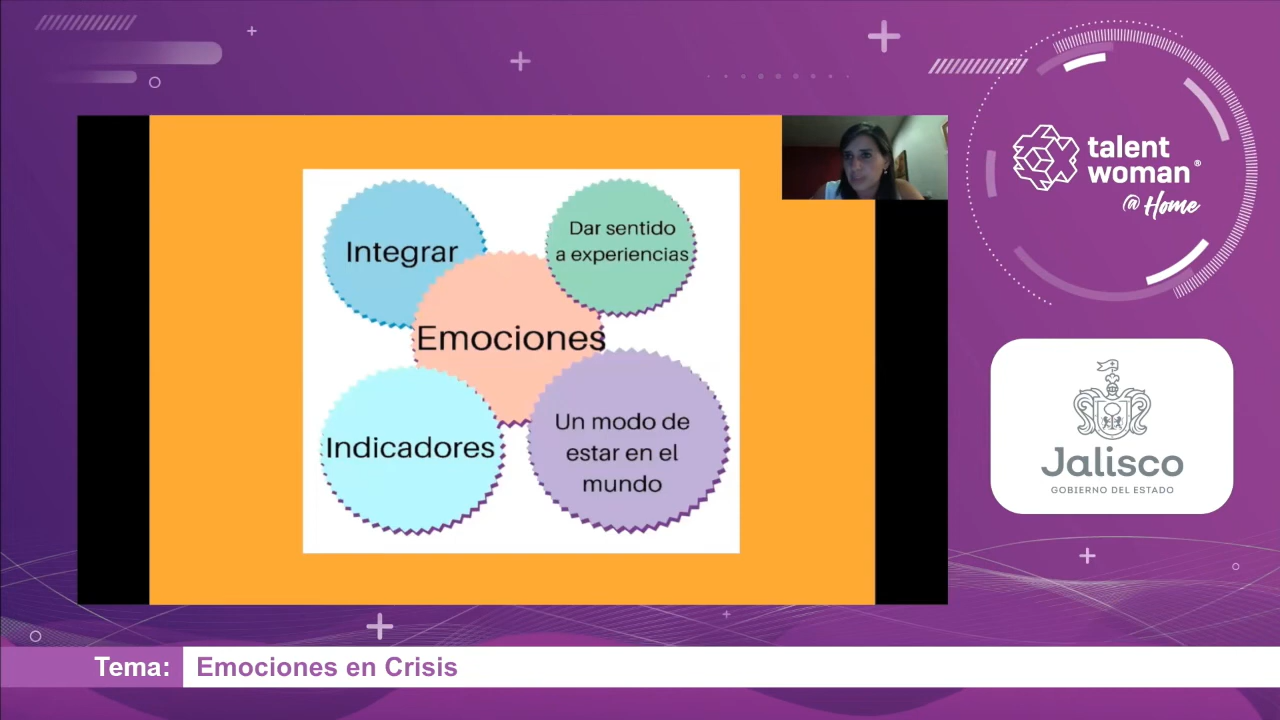 Integrar
Dar sentido
a experiencias
Emociones
Indicadores
Un modo de
estar en el
mundo
talent
woman®
@ Home
Jalisco
GOBIERNO DEL ESTADO
Tema: Emociones en Crisis